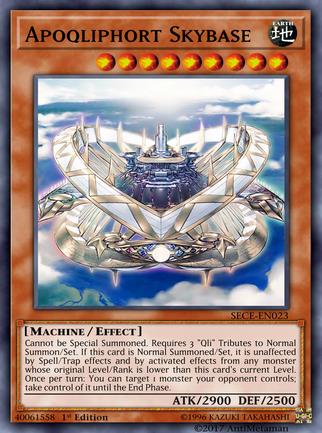 Apoqliphort Skybase
EARTH
地
SECE-EN023
[Machine / Effect]
Cannot be Special Summoned. Requires 3 "Qli" Tributes to Normal
Summon/Set. If this card is Normal Summoned/Set, it is unaffected
by Spell/Trap effects and by activated effects from any monster
whose original Level/Rank is lower than this card's current Level.
Once per turn: You can target 1 monster your opponent controls;
take control of it until the End Phase.
ATK/2900 DEF/2500
40061558 1st Edition ©1996 KAZUKI TAKAHASHI
©2017 AntiMetaman